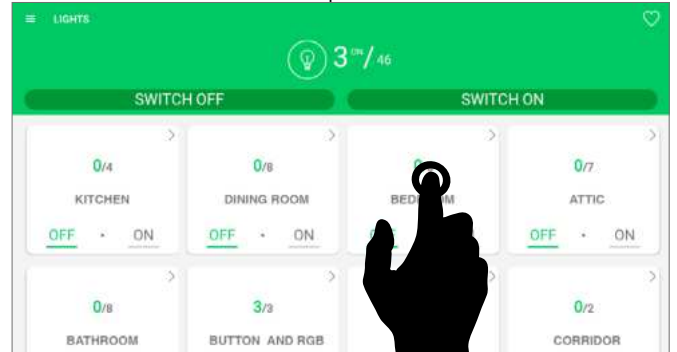 LIGHTS
3 ON/ 46
SWITCH OFF
SWITCH ON
0/4
0/8
0/7
KITCHEN
DINING ROOM
ATTIC
OFF - ON
OFF - ON
OFF - ON
0/8
3/3
0/2
BATHROOM
BUTTON AND RGB
CORRIDOR